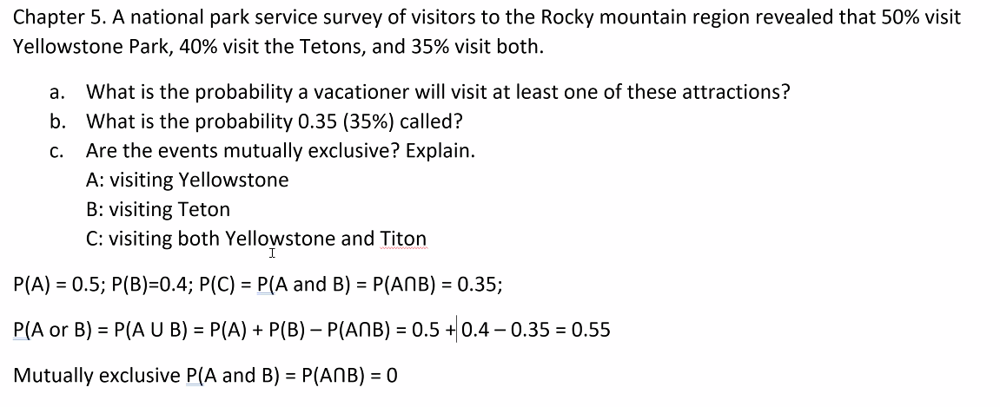 Chapter 5. A national park service survey of visitors to the Rocky mountain region revealed that 50% visit
Yellowstone Park, 40% visit the Tetons, and 35% visit both.
a. What is the probability a vacationer will visit at least one of these attractions?
b. What is the probability 0.35 (35%) called?
c. Are the events mutually exclusive? Explain.
A: visiting Yellowstone
B: visiting Teton
C: visiting both Yellowstone and Titon
P(A) = 0.5; P(B)=0.4; P(C) = P(A and B) = P(A∩B) = 0.35;
P(A or B) = P(A U B) = P(A) + P(B) – P(A∩B) = 0.5 + 0.4 – 0.35 = 0.55
Mutually exclusive P(A and B) = P(A∩B) = 0